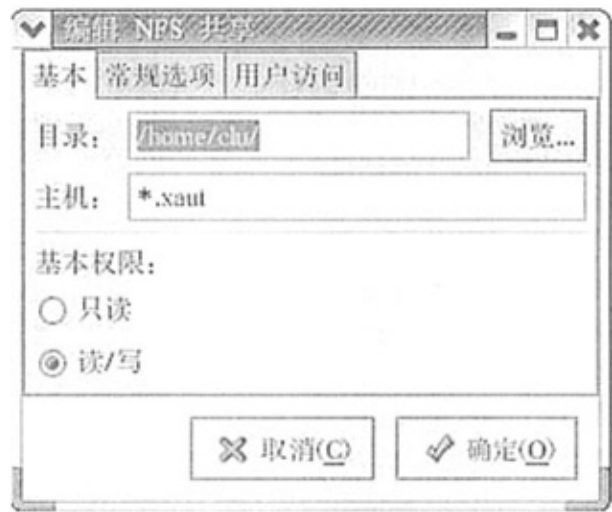 编辑 NFS 共享
基本 常规选项 用户访问
目录: /home/clu/ 浏览...
主机: *.xaut
基本权限:
只读
读/写
取消(C) 确定(O)